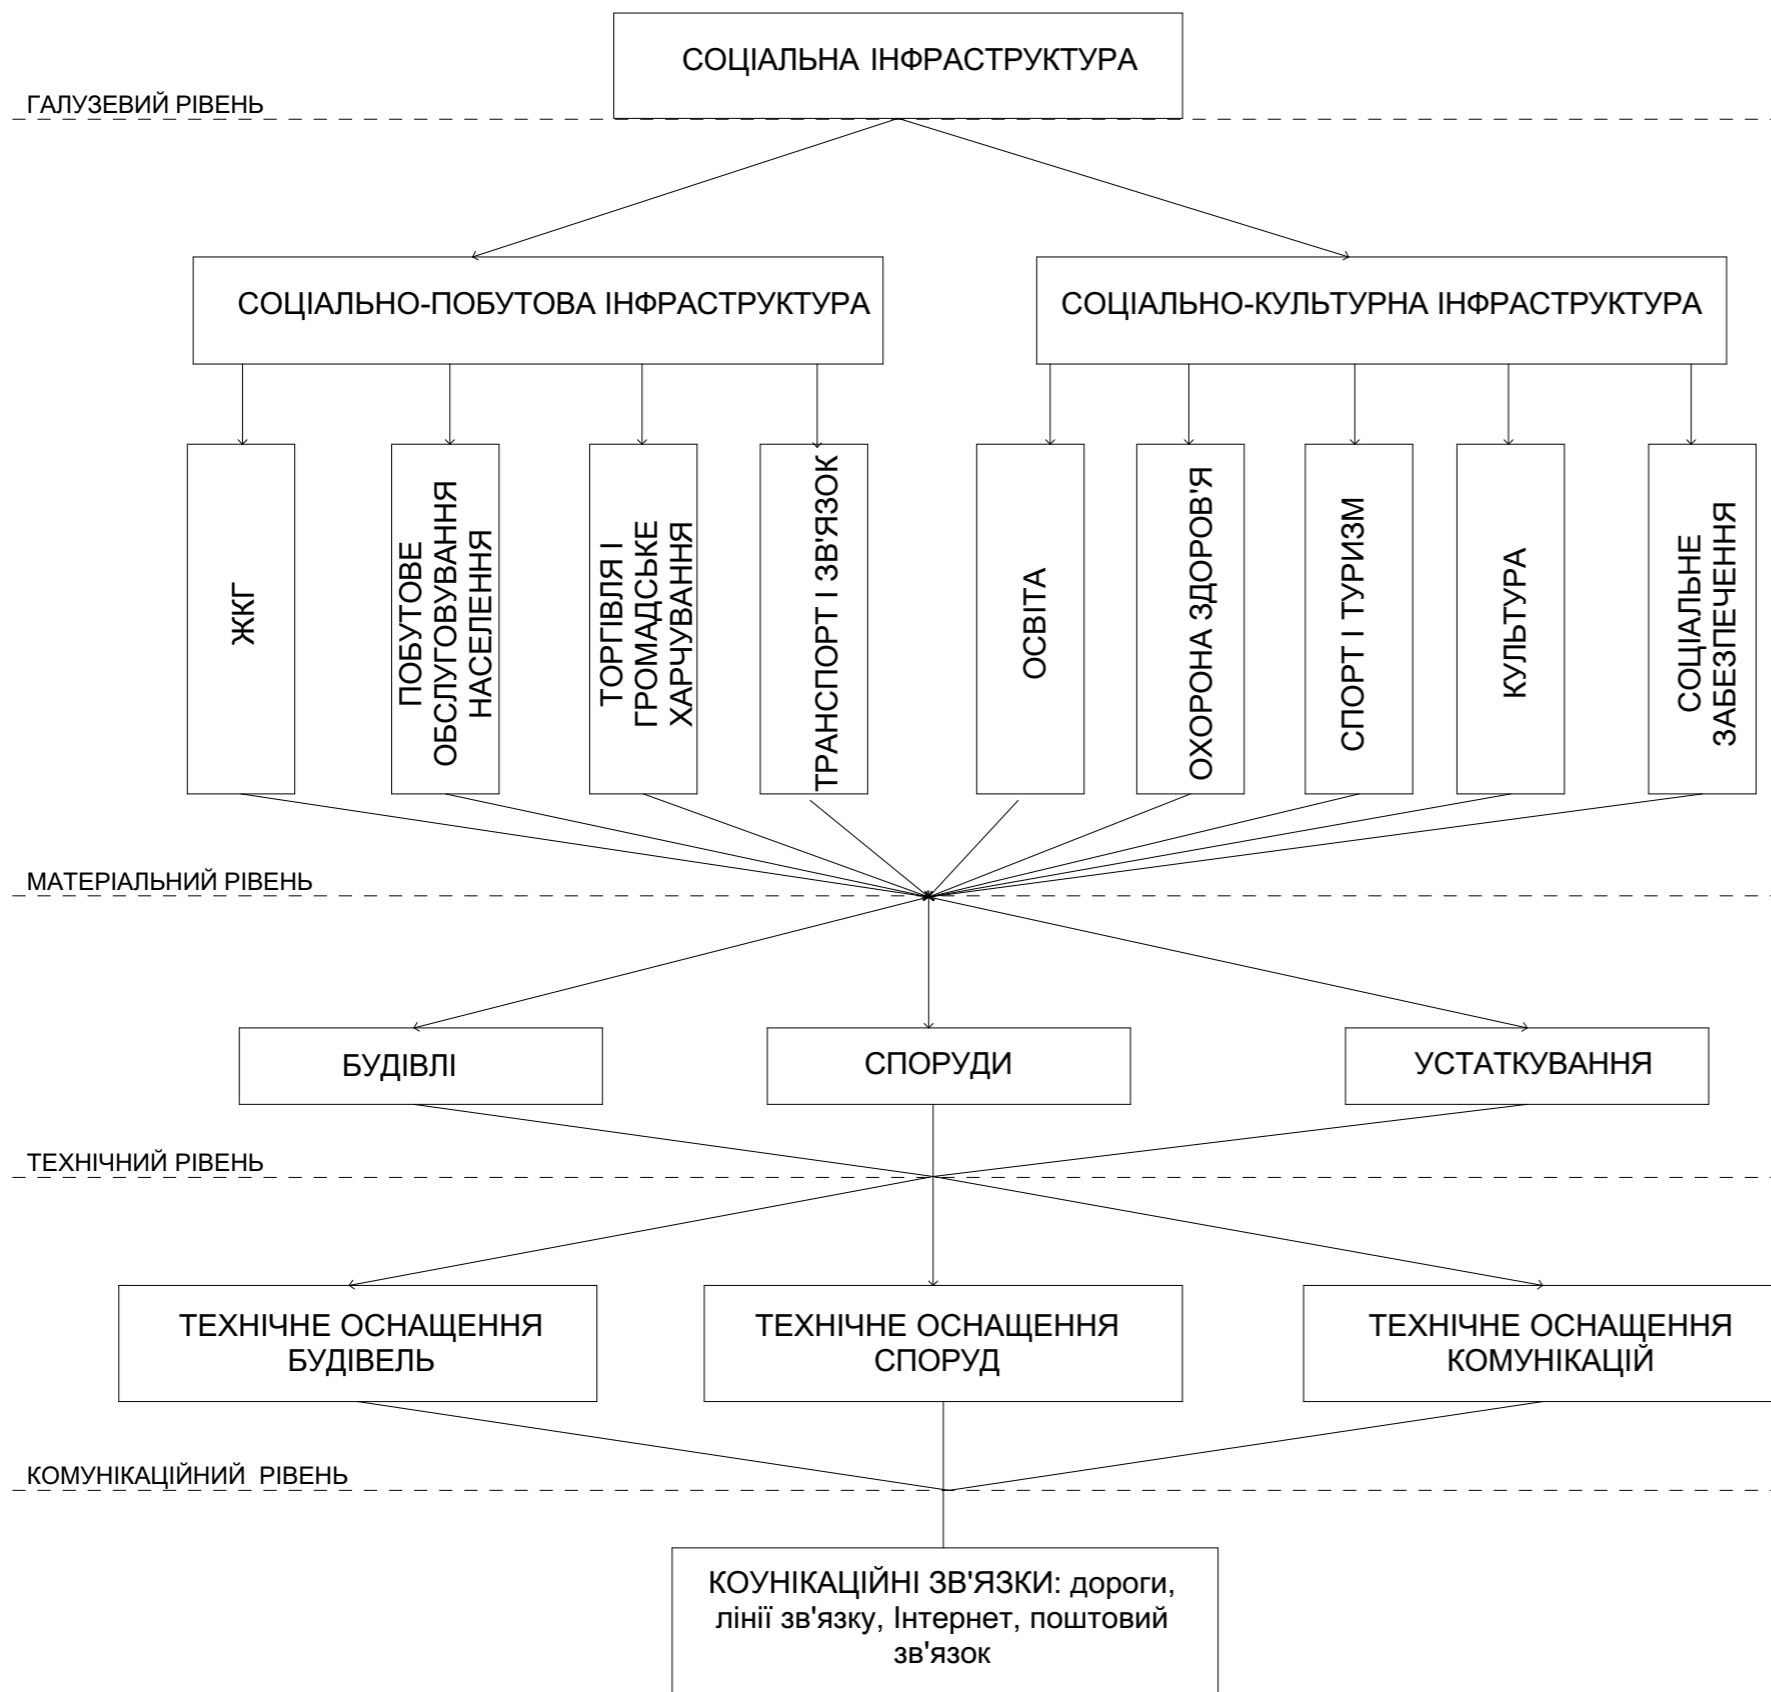 СОЦІАЛЬНА ІНФРАСТРУКТУРА
ГАЛУЗЕВИЙ РІВЕНЬ
СОЦІАЛЬНО-ПОБУТОВА ІНФРАСТРУКТУРА
СОЦІАЛЬНО-КУЛЬТУРНА ІНФРАСТРУКТУРА
ЖКГ
ПОБУТОВЕ
ОБСЛУГОВУВАННЯ
НАСЕЛЕННЯ
ТОРГІВЛЯ І
ГРОМАДСЬКЕ
ХАРЧУВАННЯ
ТРАНСПОРТ І ЗВ'ЯЗОК
ОСВІТА
ОХОРОНА ЗДОРОВ'Я
СПОРТ І ТУРИЗМ
КУЛЬТУРА
СОЦІАЛЬНЕ
ЗАБЕЗПЕЧЕННЯ
МАТЕРІАЛЬНИЙ РІВЕНЬ
БУДІВЛІ
СПОРУДИ
УСТАТКУВАННЯ
ТЕХНІЧНИЙ РІВЕНЬ
ТЕХНІЧНЕ ОСНАЩЕННЯ
БУДІВЕЛЬ
ТЕХНІЧНЕ ОСНАЩЕННЯ
СПОРУД
ТЕХНІЧНЕ ОСНАЩЕННЯ
КОМУНІКАЦІЙ
КОМУНІКАЦІЙНИЙ РІВЕНЬ
КОУНІКАЦІЙНІ ЗВ'ЯЗКИ: дороги,
лінії зв'язку, Інтернет, поштовий
зв'язок